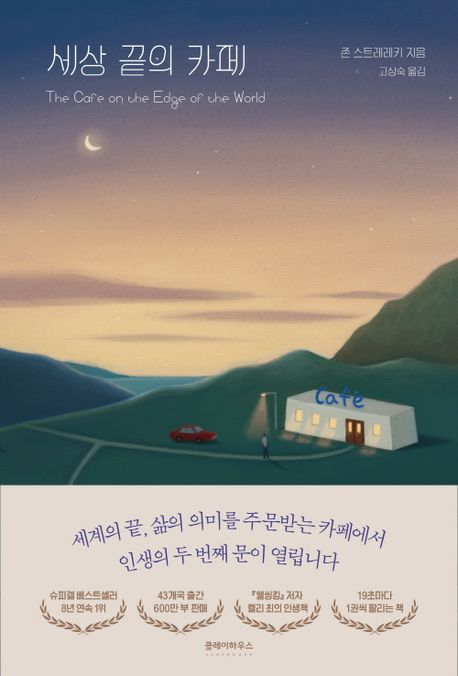 세상 끝의 카페
The Cafe on the Edge of the World
존 스트레레키 지음
고상숙 옮김
Café
세계의 끝, 삶의 의미를 주문받는 카페에서
인생의 두 번째 문이 열립니다
슈피겔 베스트셀러
8년 연속 1위
43개국 출간
600만 부 판매
『웰씽킹』 저자
켈리 최의 인생책
19초마다
1권씩 팔리는 책
클레이하우스
CLAYHOUSE